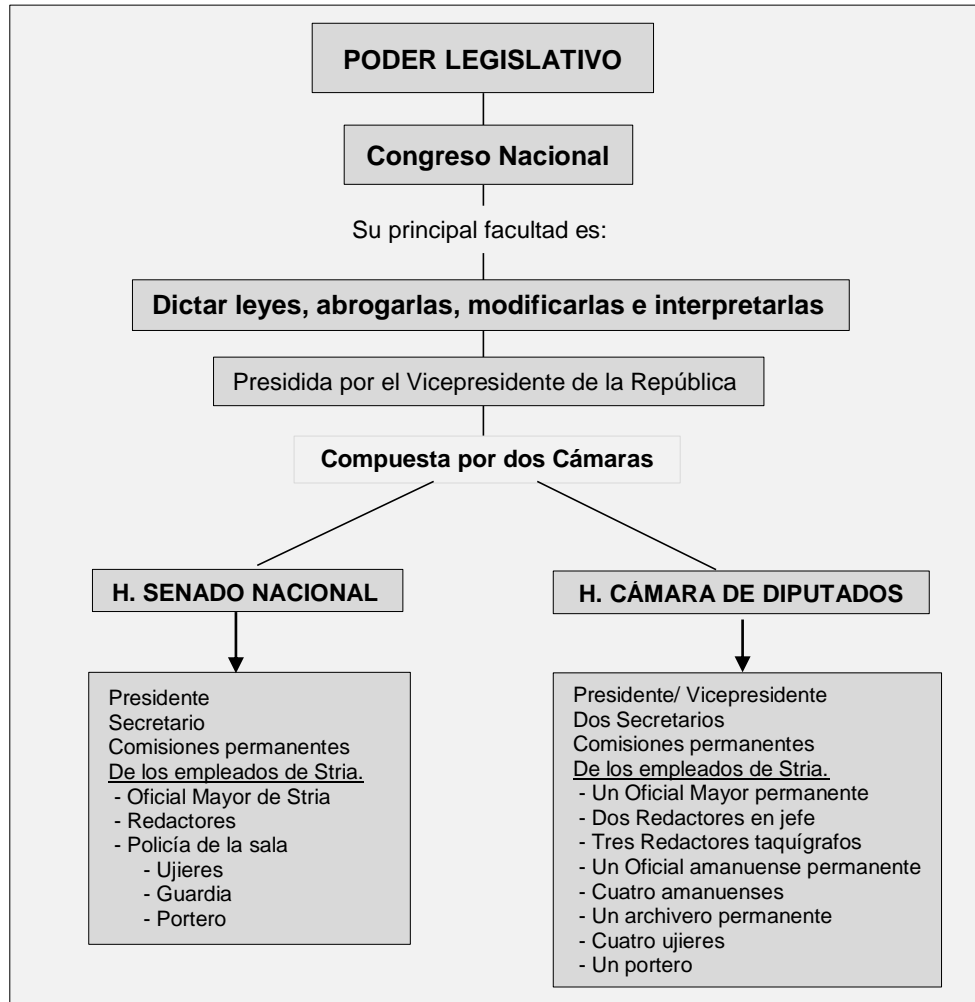 PODER LEGISLATIVO
Congreso Nacional
Su principal facultad es:
Dictar leyes, abrogarlas, modificarlas e interpretarlas
Presidida por el Vicepresidente de la República
Compuesta por dos Cámaras
H. SENADO NACIONAL
Presidente
Secretario
Comisiones permanentes
De los empleados de Stria.
- Oficial Mayor de Stria
- Redactores
- Policía de la sala
- Ujieres
- Guardia
- Portero
H. CÁMARA DE DIPUTADOS
Presidente/ Vicepresidente
Dos Secretarios
Comisiones permanentes
De los empleados de Stria.
- Un Oficial Mayor permanente
- Dos Redactores en jefe
- Tres Redactores taquígrafos
- Un Oficial amanuense permanente
- Cuatro amanuenses
- Un archivero permanente
- Cuatro ujieres
- Un portero